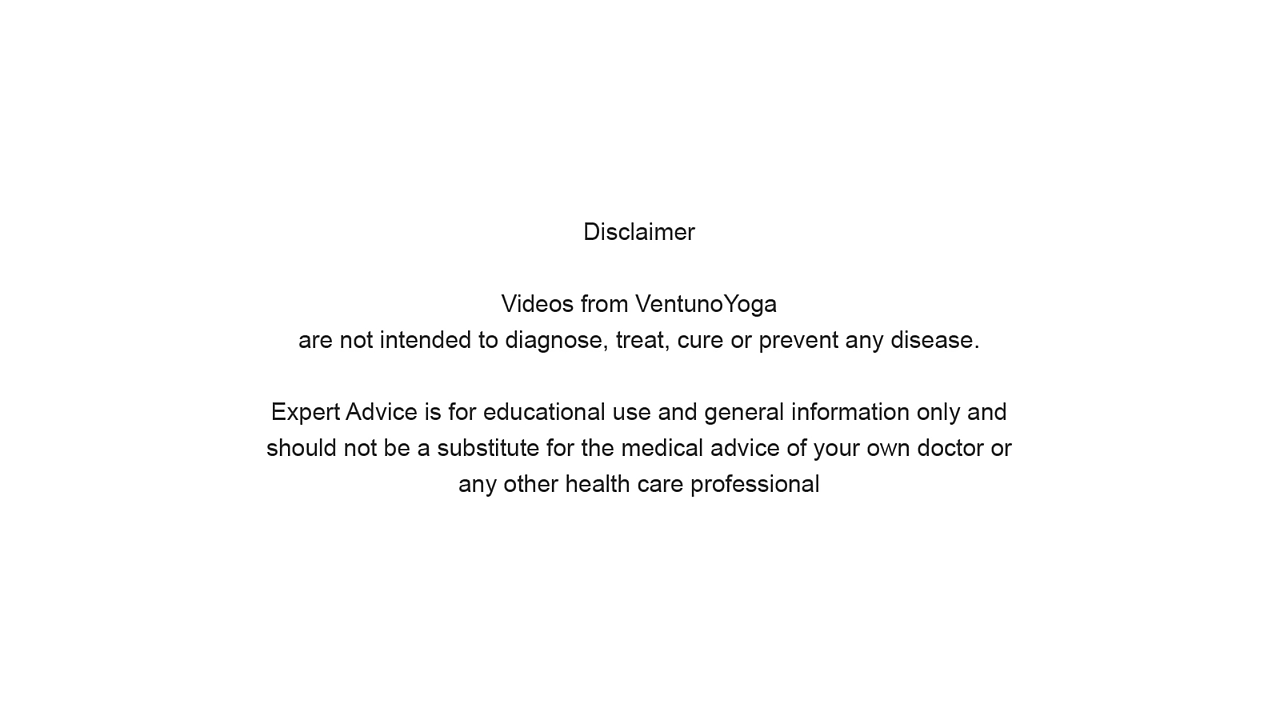 Disclaimer
Videos from VentunoYoga
are not intended to diagnose, treat, cure or prevent any disease.
Expert Advice is for educational use and general information only and
should not be a substitute for the medical advice of your own doctor or
any other health care professional